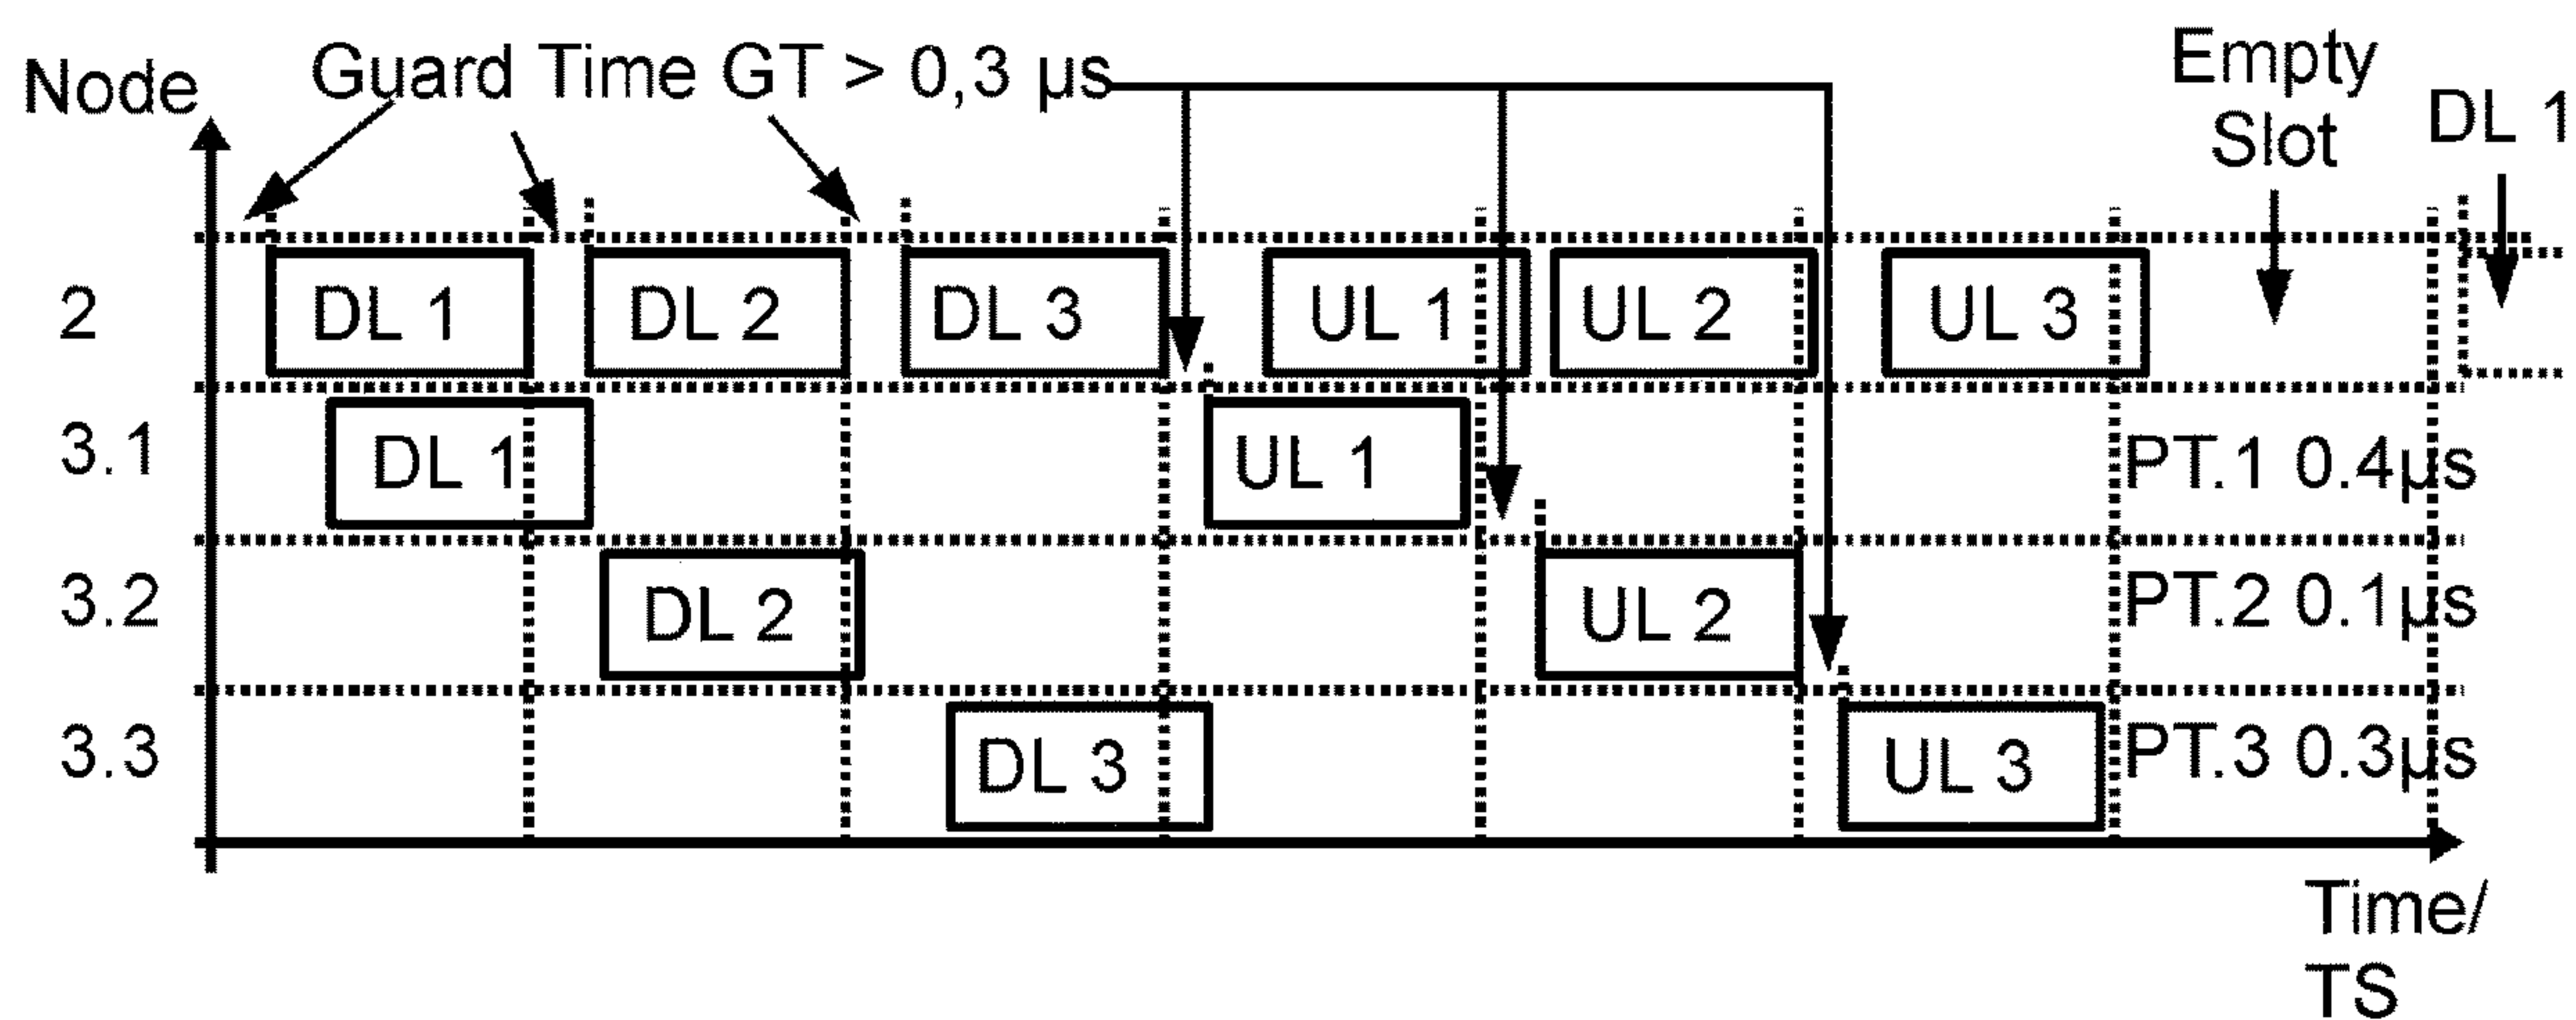 Node
Guard Time GT > 0,3 µs
Empty
Slot
DL 1
2
DL 1
DL 2
DL 3
UL 1
UL 2
UL 3
3.1
DL 1
UL 1
PT.1 0.4µs
3.2
DL 2
UL 2
PT.2 0.1µs
3.3
DL 3
UL 3
PT.3 0.3µs
Time/
TS